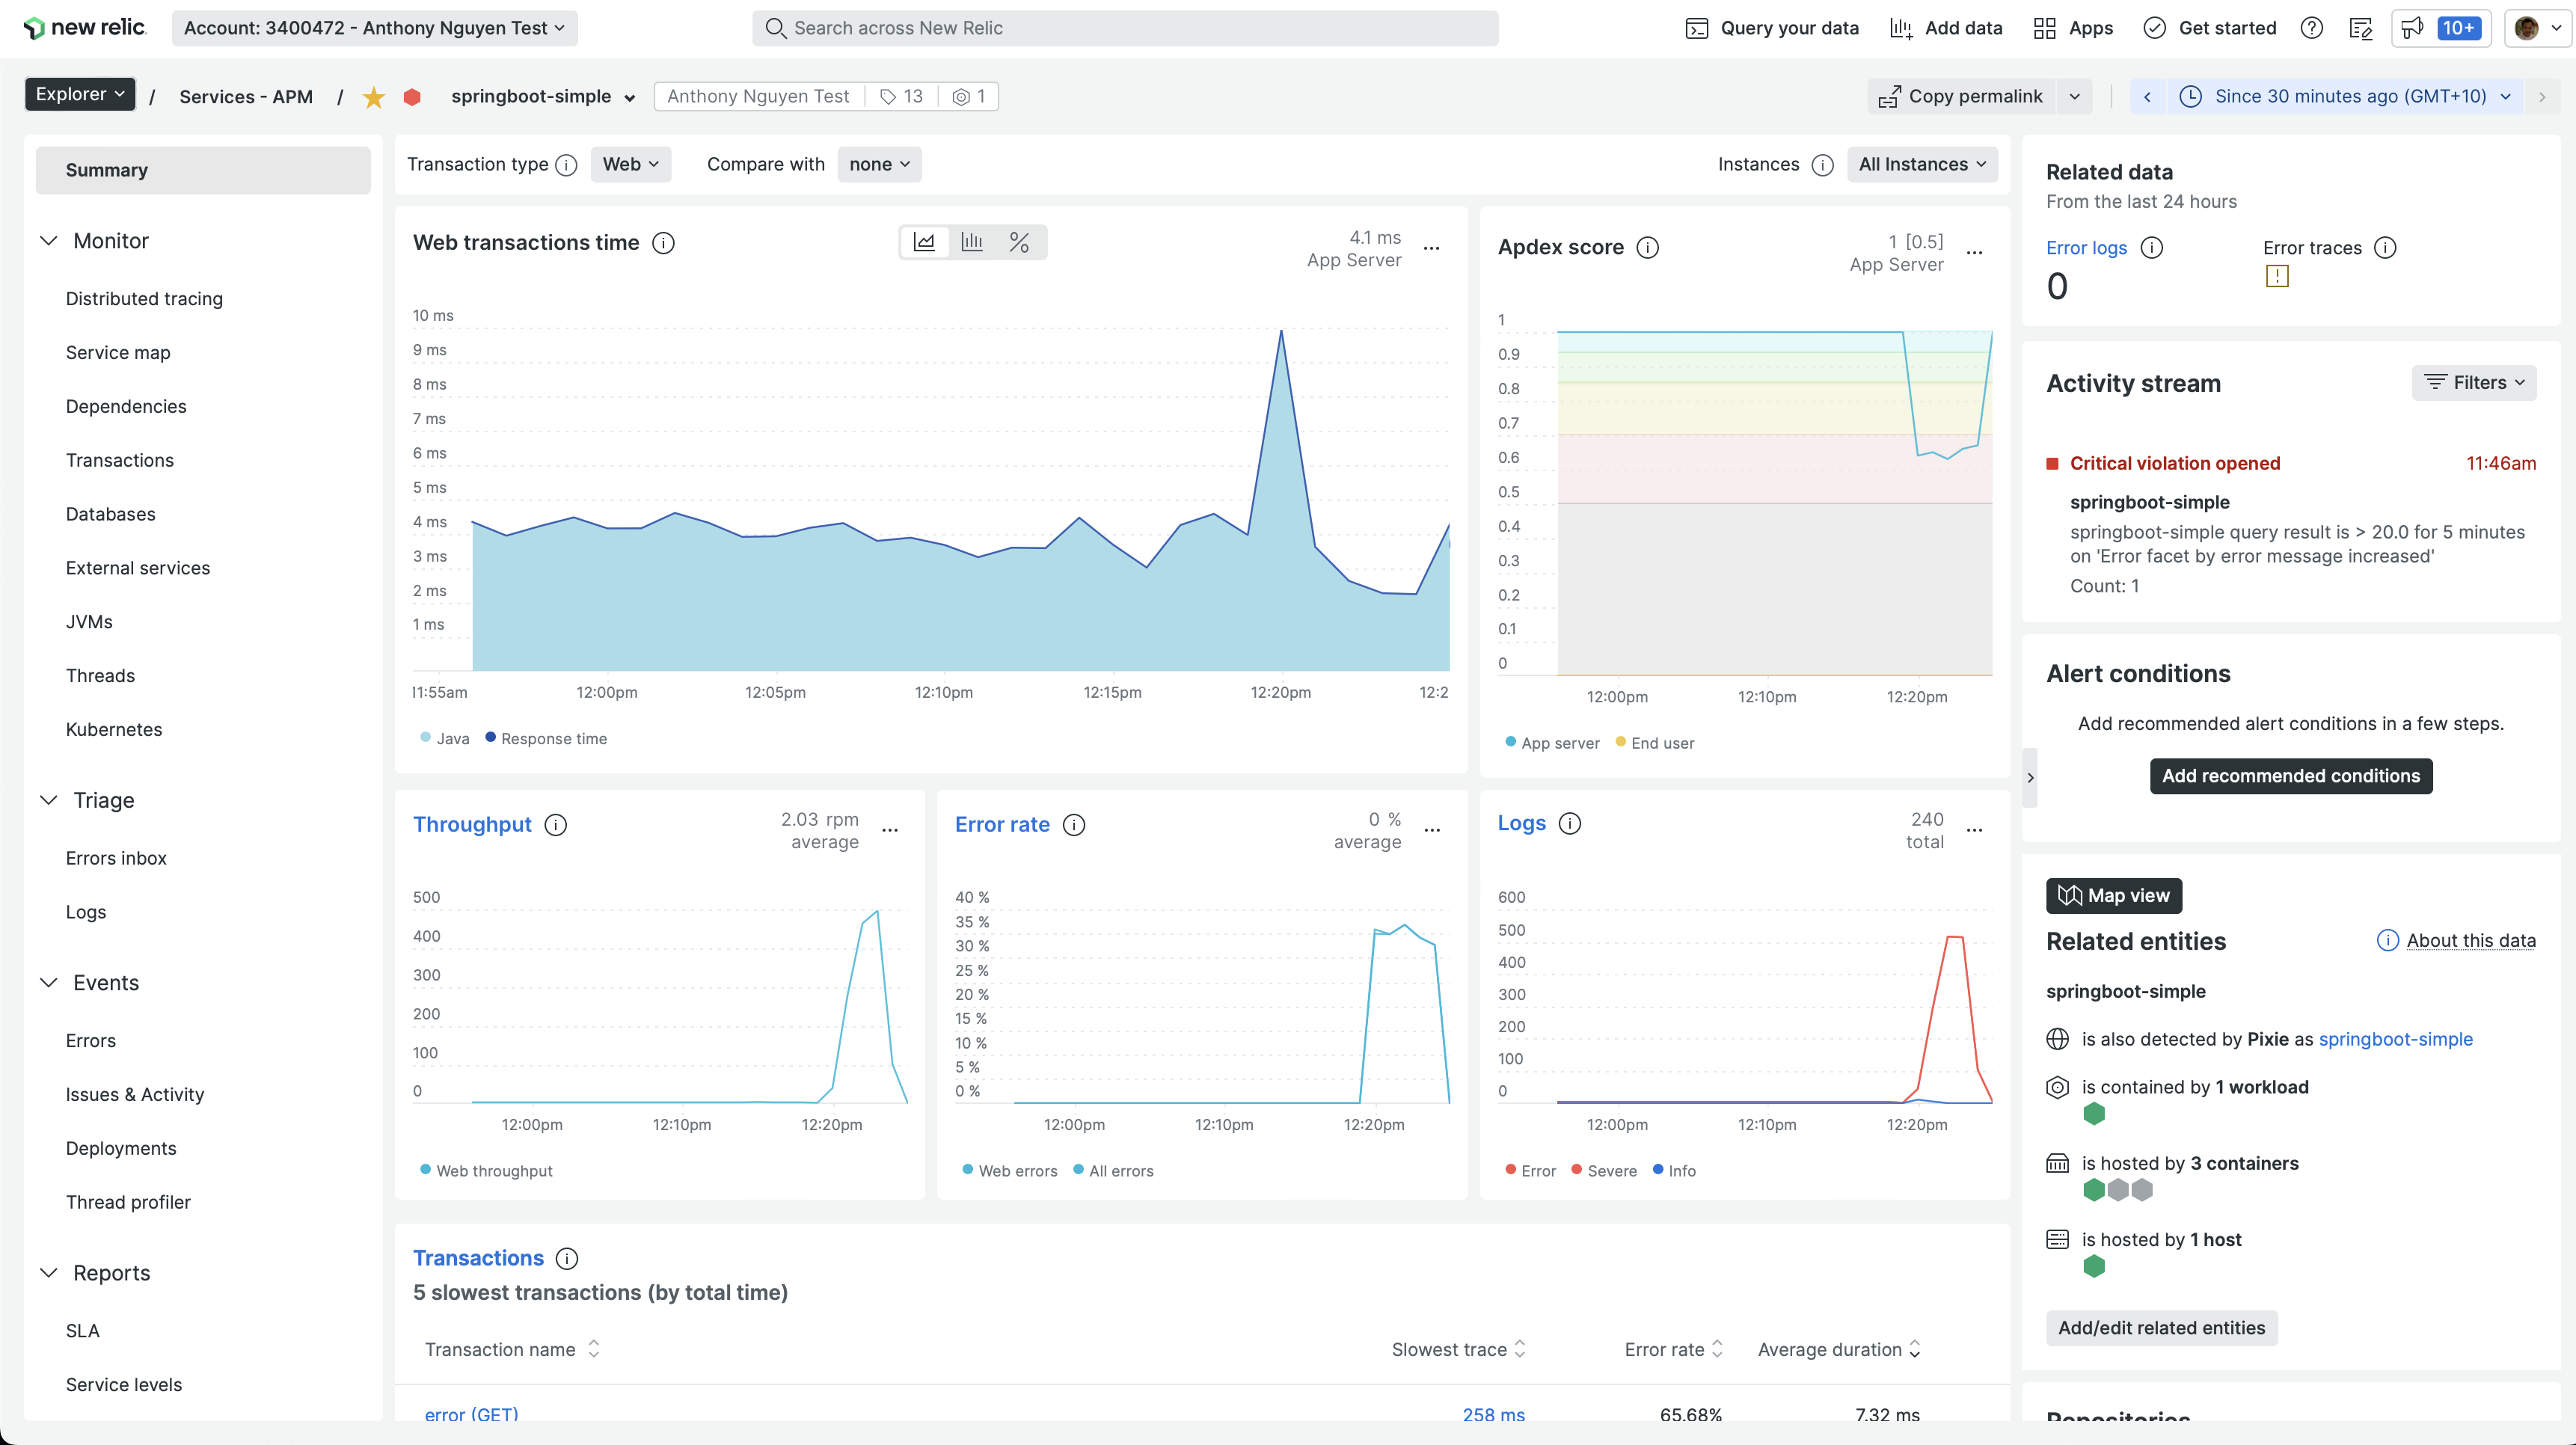 new relic.
Account: 3400472 - Anthony Nguyen Test
Search across New Relic
Query your data
Add data
Apps
Get started
10+
Explorer / Services - APM / springboot-simple
Anthony Nguyen Test 13 1
Copy permalink
Since 30 minutes ago (GMT+10)
Summary
Monitor
Distributed tracing
Service map
Dependencies
Transactions
Databases
External services
JVMs
Threads
Kubernetes
Triage
Errors inbox
Logs
Events
Errors
Issues & Activity
Deployments
Thread profiler
Reports
SLA
Service levels
Transaction type Web Compare with none
Instances All Instances
Web transactions time
4.1 ms
App Server
10 ms
9 ms
8 ms
7 ms
6 ms
5 ms
4 ms
3 ms
2 ms
1 ms
11:55am 12:00pm 12:05pm 12:10pm 12:15pm 12:20pm 12:2
Java Response time
Apdex score
1 [0.5]
App Server
1
0.9
0.8
0.7
0.6
0.5
0.4
0.3
0.2
0.1
0
12:00pm 12:10pm 12:20pm
App server End user
Throughput
2.03 rpm
average
500
400
300
200
100
0
12:00pm 12:10pm 12:20pm
Web throughput
Error rate
0 %
average
40 %
35 %
30 %
25 %
20 %
15 %
10 %
5 %
0 %
12:00pm 12:10pm 12:20pm
Web errors All errors
Logs
240
total
600
500
400
300
200
100
0
12:00pm 12:10pm 12:20pm
Error Severe Info
Transactions
5 slowest transactions (by total time)
Transaction name Slowest trace Error rate Average duration
error (GET) 258 ms 65.68% 7.32 ms
Related data
From the last 24 hours
Error logs Error traces
0
Activity stream
Filters
Critical violation opened 11:46am
springboot-simple
springboot-simple query result is > 20.0 for 5 minutes
on 'Error facet by error message increased'
Count: 1
Alert conditions
Add recommended alert conditions in a few steps.
Add recommended conditions
Map view
Related entities
About this data
springboot-simple
is also detected by Pixie as springboot-simple
is contained by 1 workload
is hosted by 3 containers
is hosted by 1 host
Add/edit related entities
Repositories